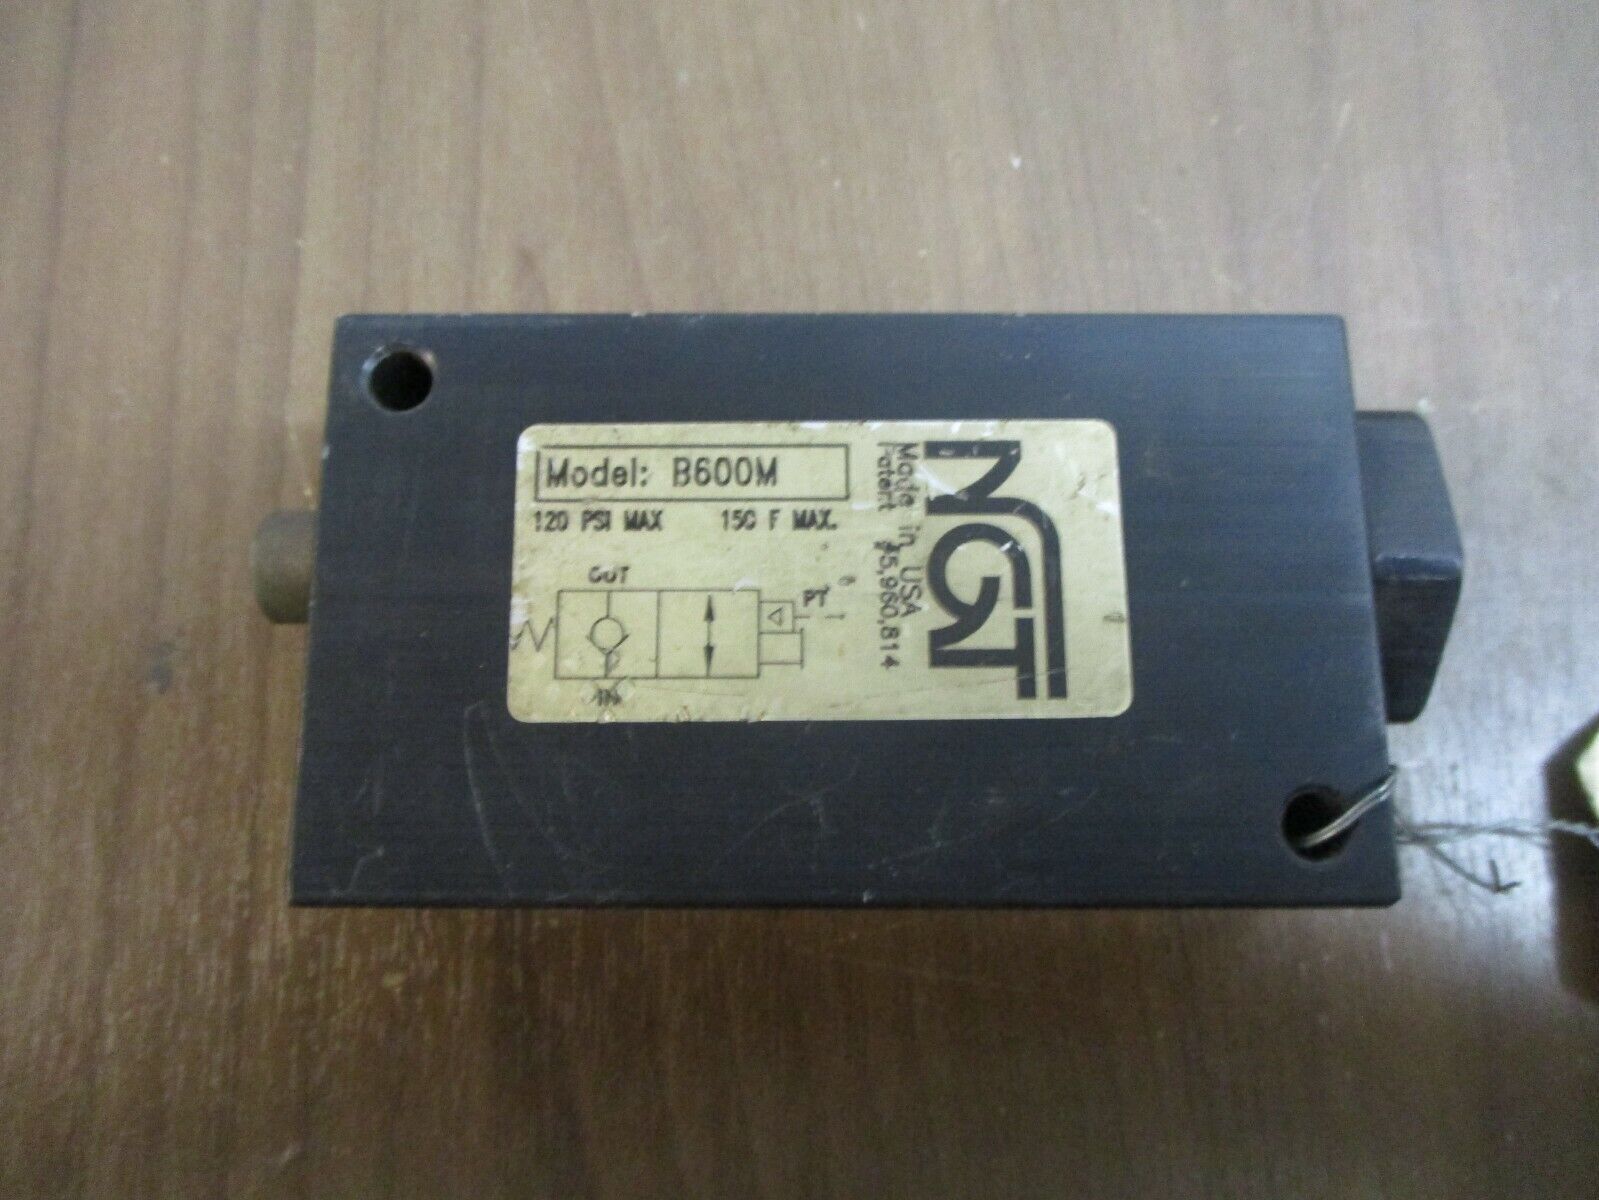 Model: B600M
120 PSI MAX 150 F MAX.
OUT
PT
IN
Made in USA
Patent #5,960,814
NGT